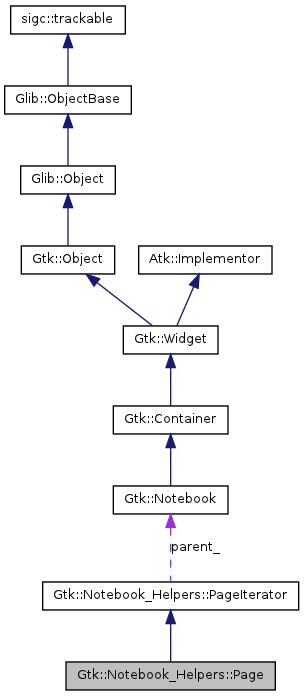 sigc::trackable
Glib::ObjectBase
Glib::Object
Gtk::Object
Atk::Implementor
Gtk::Widget
Gtk::Container
Gtk::Notebook
parent_
Gtk::Notebook_Helpers::PageIterator
Gtk::Notebook_Helpers::Page